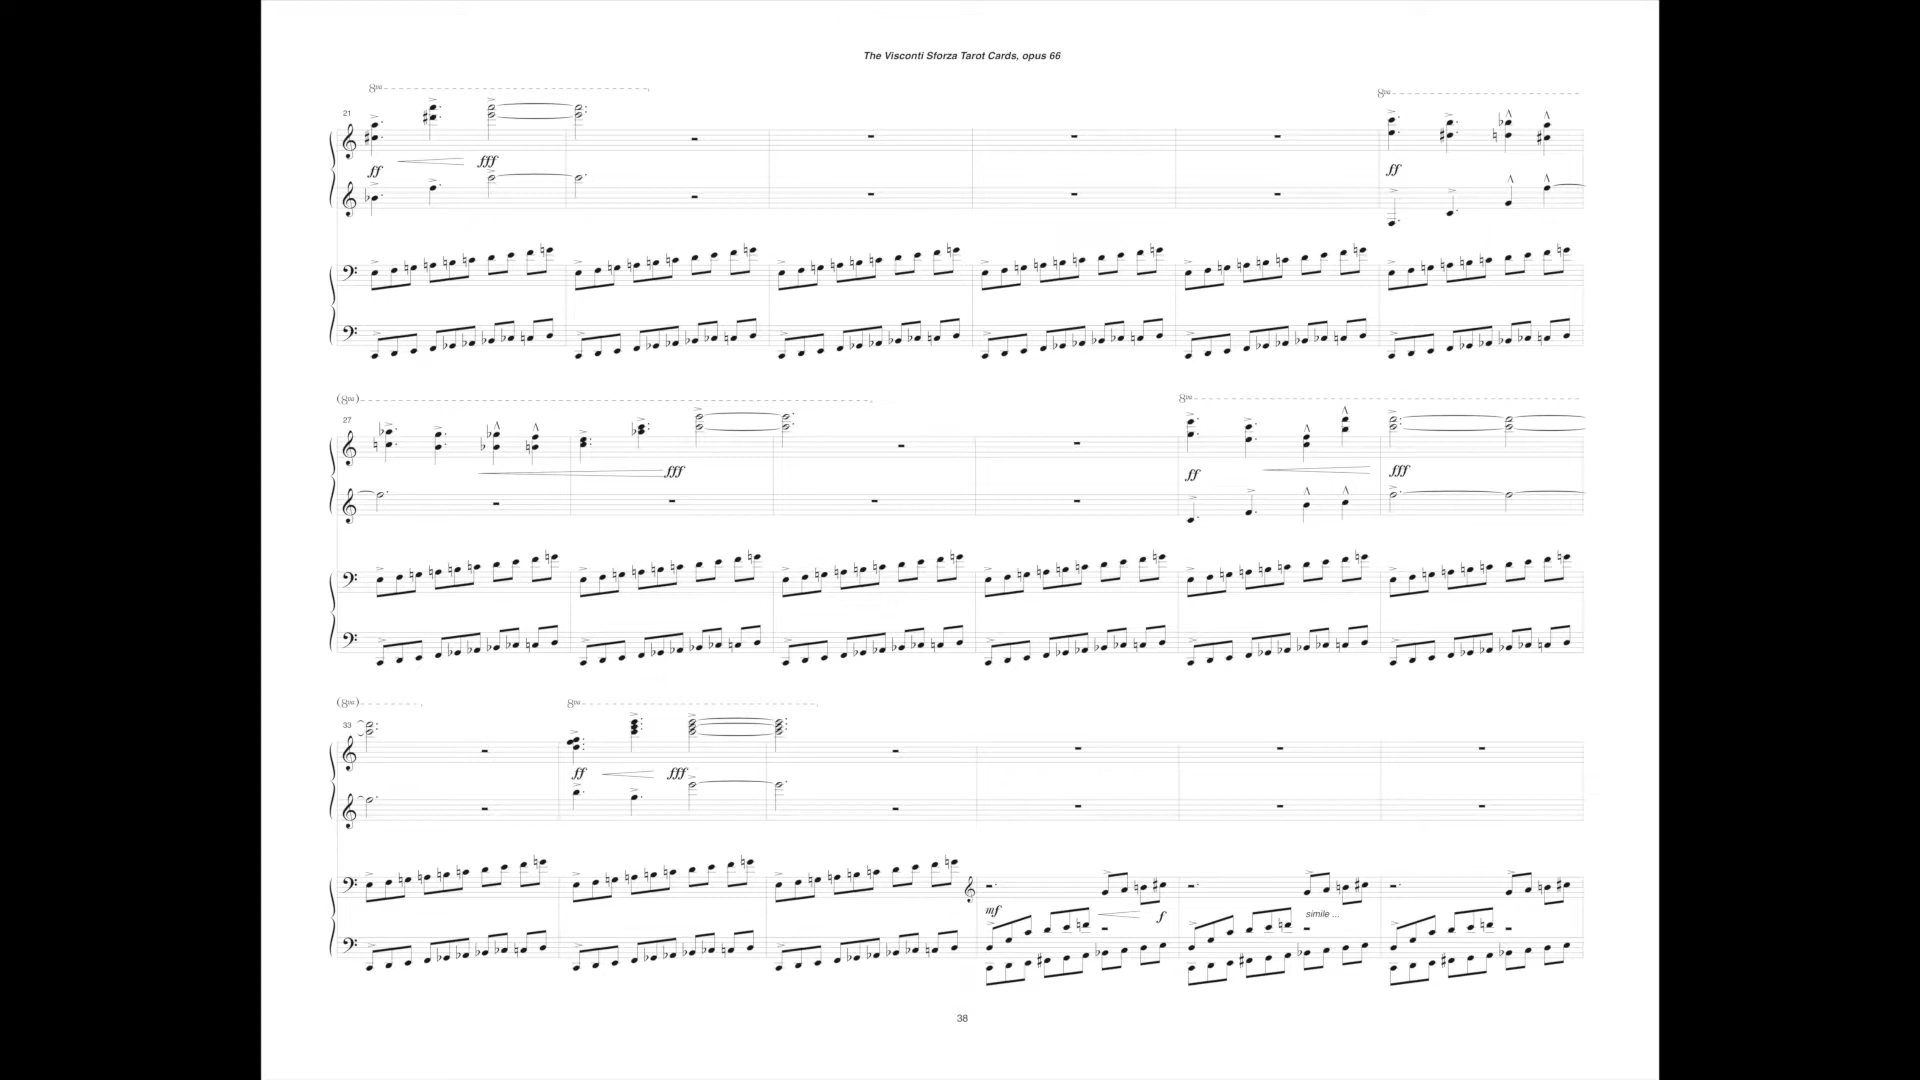 The Visconti Sforza Tarot Cards, opus 66
8va
8va
21
ff
fff
ff
(8va)
8va
27
fff
ff
fff
(8va)
8va
33
ff
fff
mf
f
simile ...
38